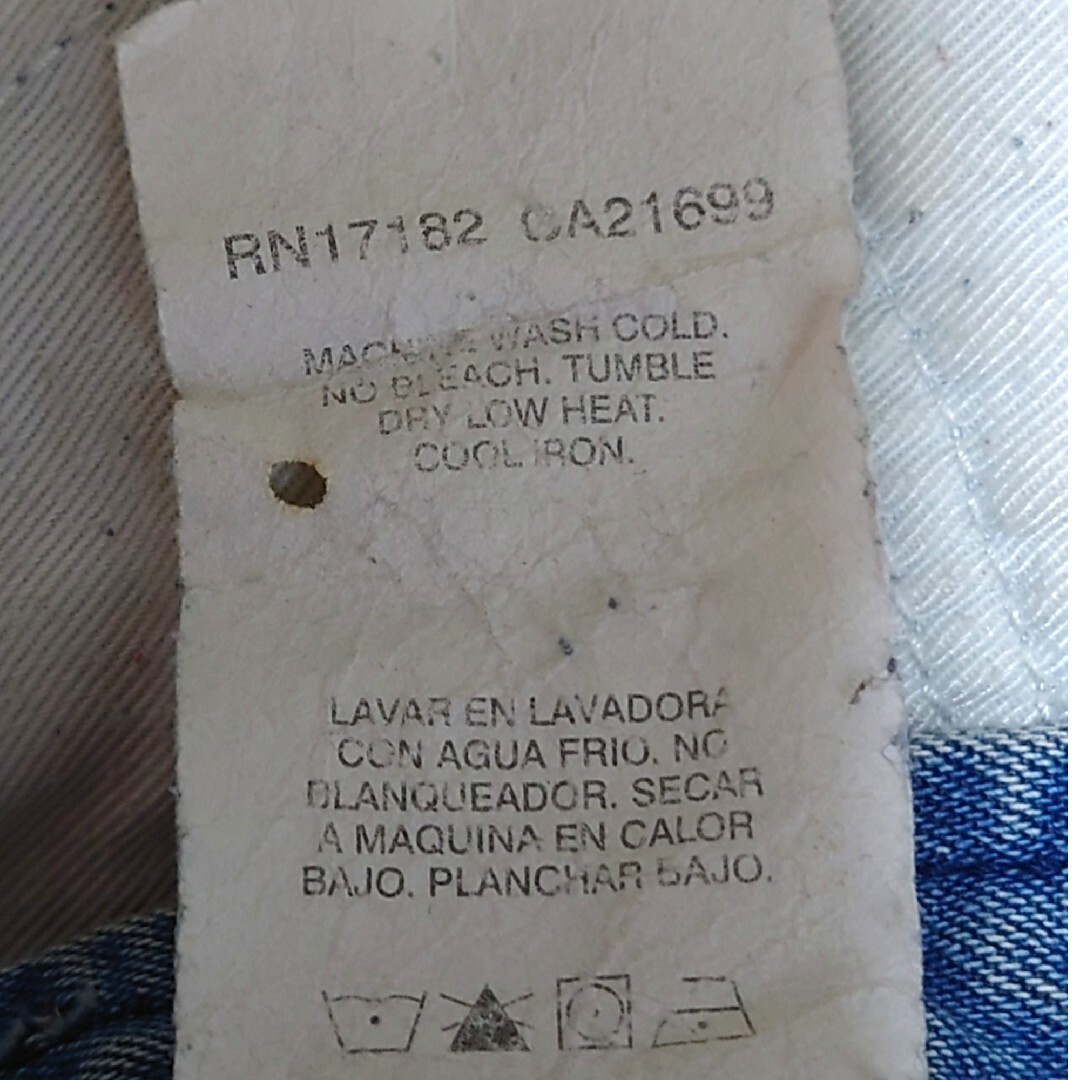 RN17182 CA21699
MACHINE WASH COLD.
NO BLEACH. TUMBLE
DRY LOW HEAT.
COOL IRON.
LAVAR EN LAVADORA
CON AGUA FRIO. NO
BLANQUEADOR. SECAR
A MAQUINA EN CALOR
BAJO. PLANCHAR BAJO.